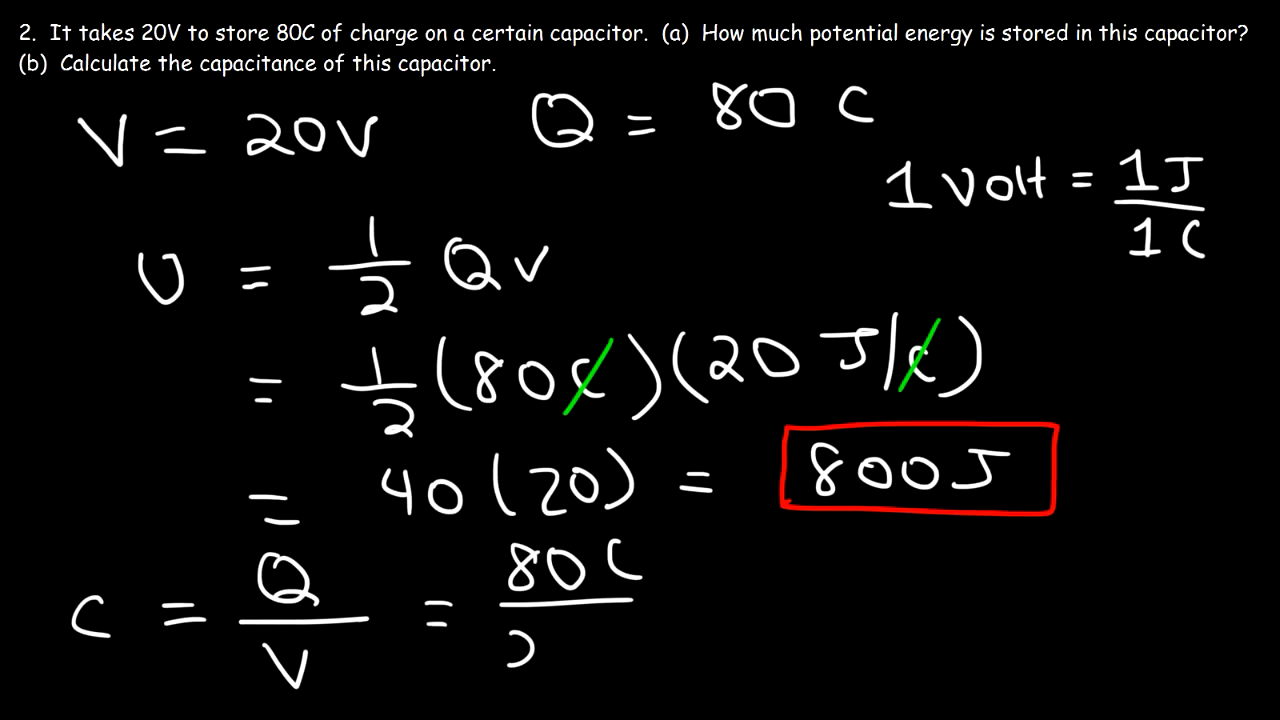 2. It takes 20V to store 80C of charge on a certain capacitor. (a) How much potential energy is stored in this capacitor?
(b) Calculate the capacitance of this capacitor.
V = 20V Q = 80 C
1 volt = 1J / 1C
U = 1/2 QV
= 1/2 (80C)(20 J/C)
= 40(20) = 800J
C = Q/V = 80C /